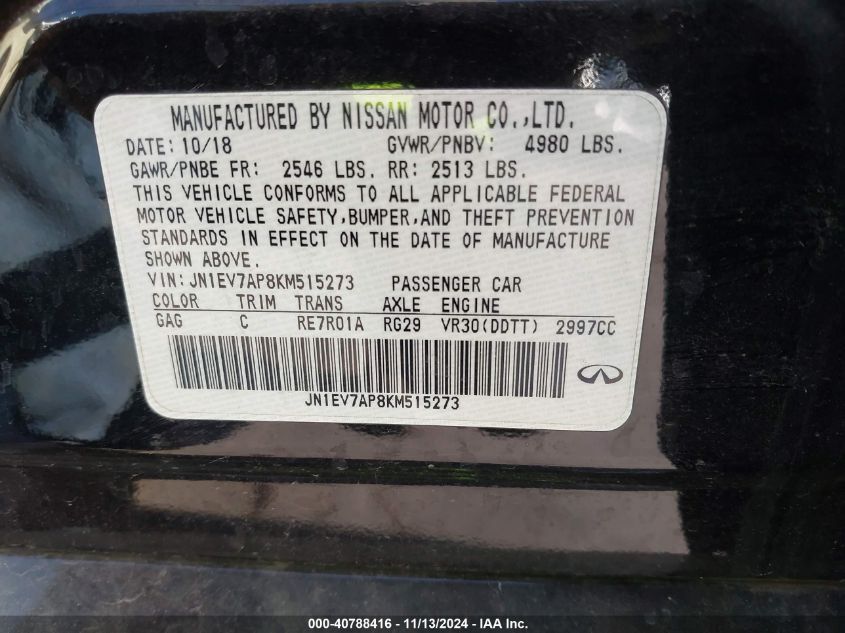 MANUFACTURED BY NISSAN MOTOR CO.,LTD.
DATE: 10/18 GVWR/PNBV: 4980 LBS.
GAWR/PNBE FR: 2546 LBS. RR: 2513 LBS.
THIS VEHICLE CONFORMS TO ALL APPLICABLE FEDERAL
MOTOR VEHICLE SAFETY,BUMPER,AND THEFT PREVENTION
STANDARDS IN EFFECT ON THE DATE OF MANUFACTURE
SHOWN ABOVE.
VIN:JN1EV7AP8KM515273 PASSENGER CAR
COLOR TRIM TRANS AXLE ENGINE
GAG C RE7R01A RG29 VR30(DDTT) 2997CC
JN1EV7AP8KM515273
000-40788416 - 11/13/2024 - IAA Inc.